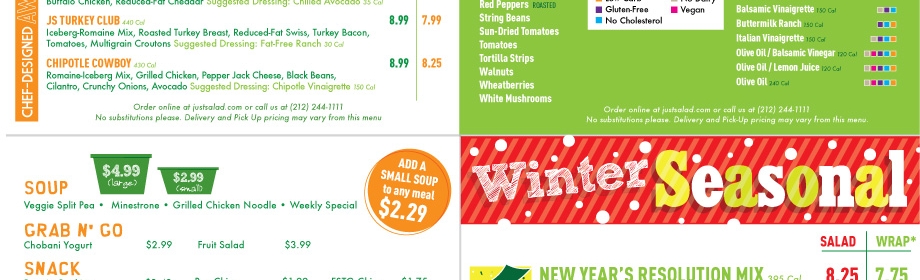 Buffalo Chicken, Reduced-Fat Cheddar Suggested Dressing: Chilled Avocado 35 Cal
CHEF-DESIGNED
JS TURKEY CLUB 440 Cal 8.99 7.99
Iceberg-Romaine Mix, Roasted Turkey Breast, Reduced-Fat Swiss, Turkey Bacon,
Tomatoes, Multigrain Croutons Suggested Dressing: Fat-Free Ranch 30 Cal
CHIPOTLE COWBOY 430 Cal 8.99 8.25
Romaine-Iceberg Mix, Grilled Chicken, Pepper Jack Cheese, Black Beans,
Cilantro, Crunchy Onions, Avocado Suggested Dressing: Chipotle Vinaigrette 150 Cal
Order online at justsalad.com or call us at (212) 244-1111
No substitutions please. Delivery and Pick-Up pricing may vary from this menu
Red Peppers ROASTED
String Beans
Sun-Dried Tomatoes
Tomatoes
Tortilla Strips
Walnuts
Wheatberries
White Mushrooms
Gluten-Free
Vegan
No Cholesterol
Balsamic Vinaigrette
Buttermilk Ranch
Italian Vinaigrette
Olive Oil / Balsamic Vinegar 120 Cal
Olive Oil / Lemon Juice 120 Cal
Olive Oil
Order online at justsalad.com or call us at (212) 244-1111
No substitutions please. Delivery and Pick-Up pricing may vary from this menu.
SOUP
$4.99
(large)
$2.99
(small)
Veggie Split Pea • Minestrone • Grilled Chicken Noodle • Weekly Special
ADD A
SMALL SOUP
to any meal
$2.29
GRAB N' GO
Chobani Yogurt $2.99 Fruit Salad $3.99
SNACK
Winter Seasonal
SALAD WRAP*
NEW YEAR'S RESOLUTION MIX 395 Cal 8.25 7.75